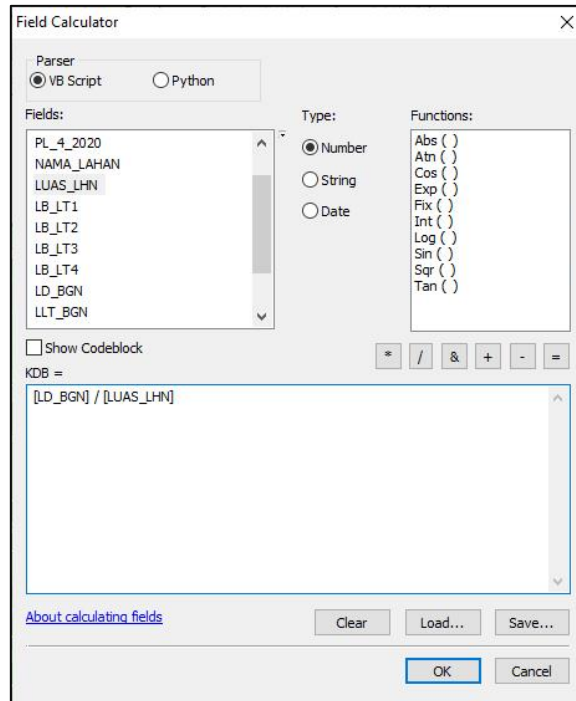 Field Calculator
Parser
VB Script
Python
Fields:
PL_4_2020
NAMA_LAHAN
LUAS_LHN
LB_LT1
LB_LT2
LB_LT3
LB_LT4
LD_BGN
LLT_BGN
Type:
Number
String
Date
Functions:
Abs ( )
Atn ( )
Cos ( )
Exp ( )
Fix ( )
Int ( )
Log ( )
Sin ( )
Sqr ( )
Tan ( )
Show Codeblock
* / & + - =
KDB =
[LD_BGN] / [LUAS_LHN]
About calculating fields
Clear Load... Save...
OK Cancel